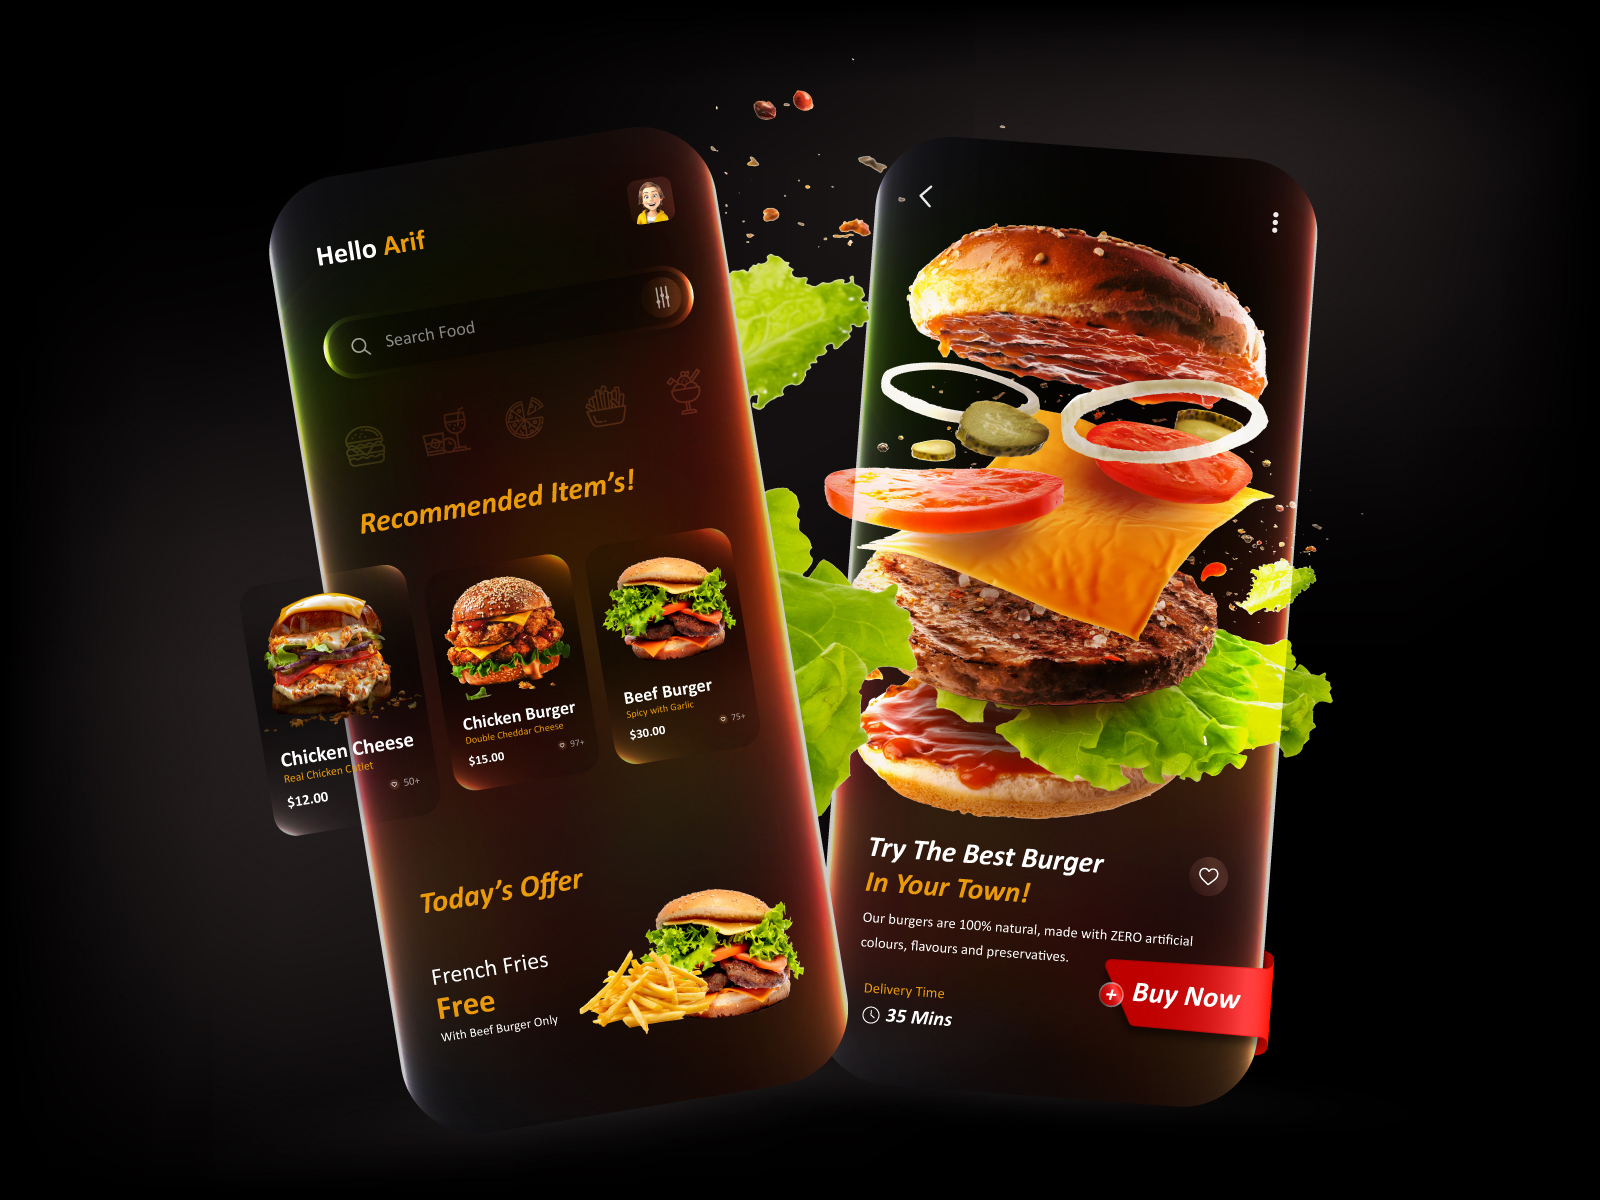 Hello Arif
Search Food
Recommended Item's!
Chicken Cheese
Real Chicken Cutlet
$12.00
50+
Chicken Burger
Double Cheddar Cheese
$15.00
97+
Beef Burger
Spicy with Garlic
$30.00
75+
Today's Offer
French Fries
Free
With Beef Burger Only
Try The Best Burger
In Your Town!
Our burgers are 100% natural, made with ZERO artificial
colours, flavours and preservatives.
Delivery Time
35 Mins
Buy Now